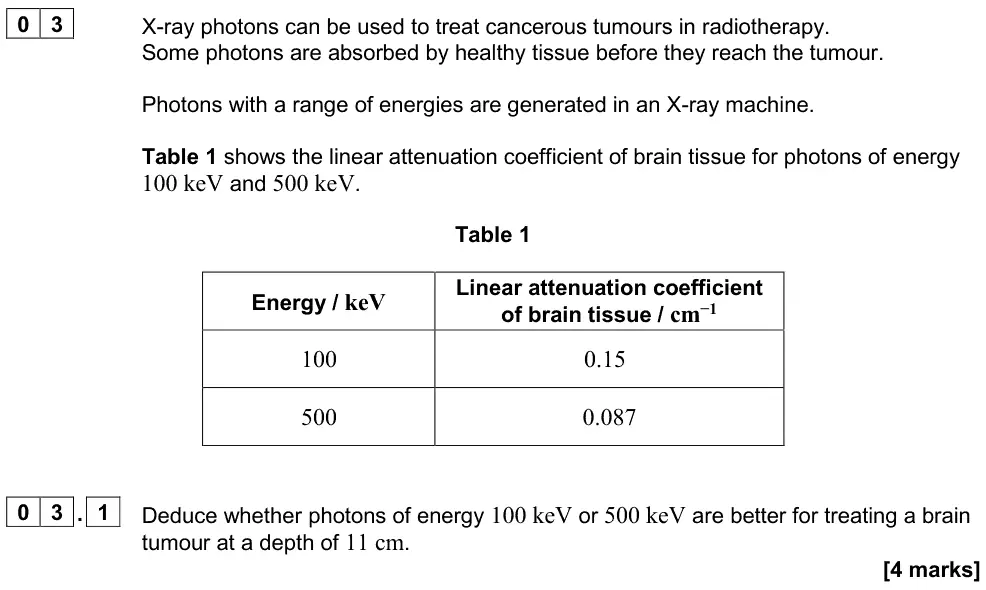 0 3 X-ray photons can be used to treat cancerous tumours in radiotherapy.
Some photons are absorbed by healthy tissue before they reach the tumour.
Photons with a range of energies are generated in an X-ray machine.
Table 1 shows the linear attenuation coefficient of brain tissue for photons of energy
100 keV and 500 keV.
Table 1
Energy / keV Linear attenuation coefficient
of brain tissue / cm⁻¹
100 0.15
500 0.087
0 3 . 1 Deduce whether photons of energy 100 keV or 500 keV are better for treating a brain
tumour at a depth of 11 cm.
[4 marks]